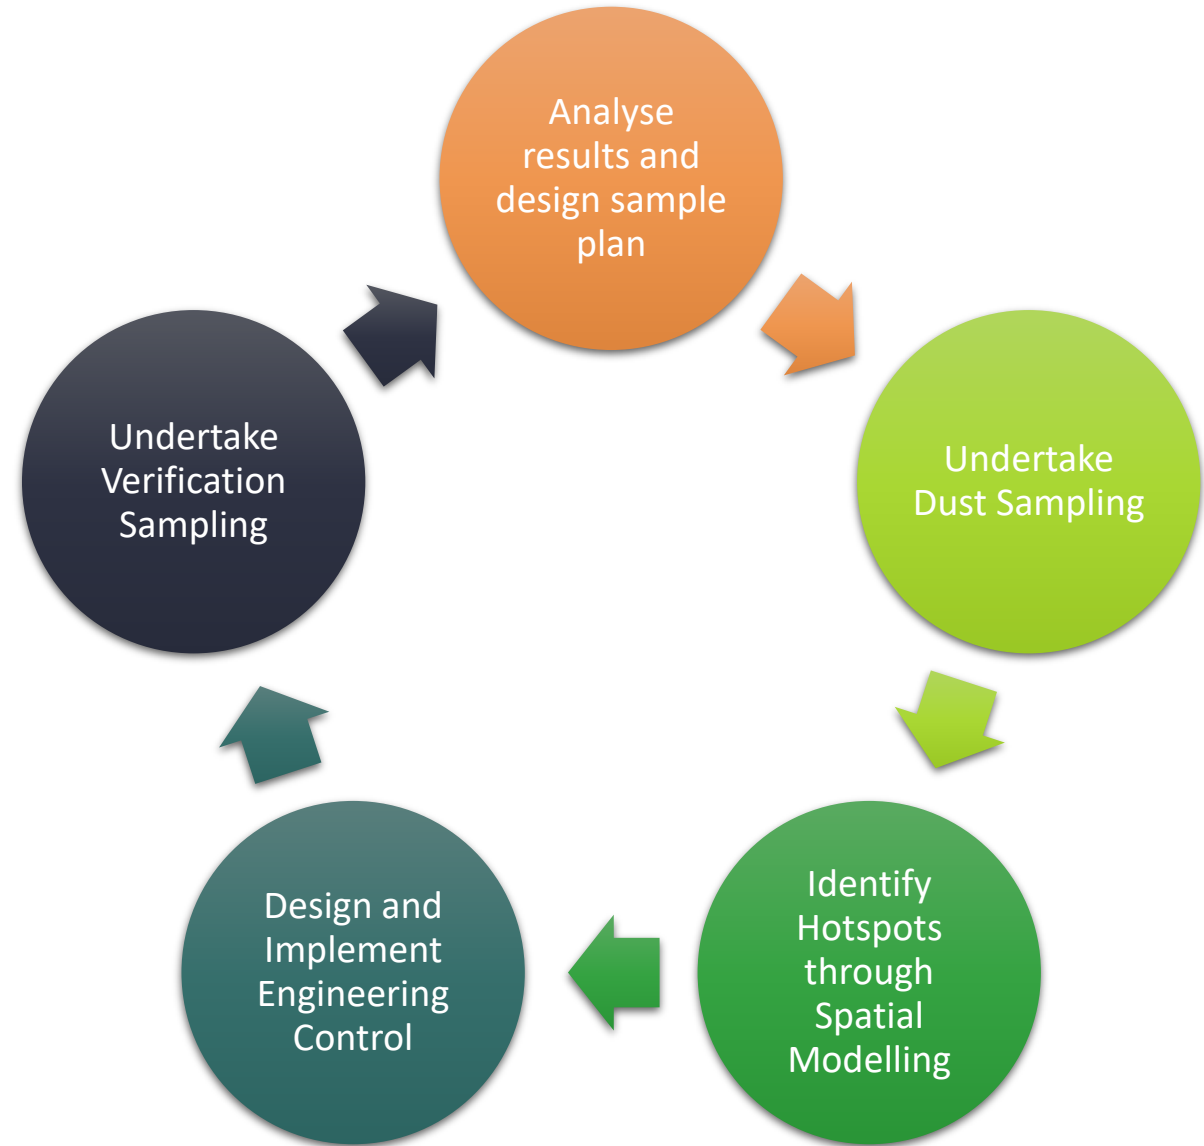 Analyse
results and
design sample
plan
Undertake
Dust Sampling
Identify
Hotspots
through
Spatial
Modelling
Design and
Implement
Engineering
Control
Undertake
Verification
Sampling